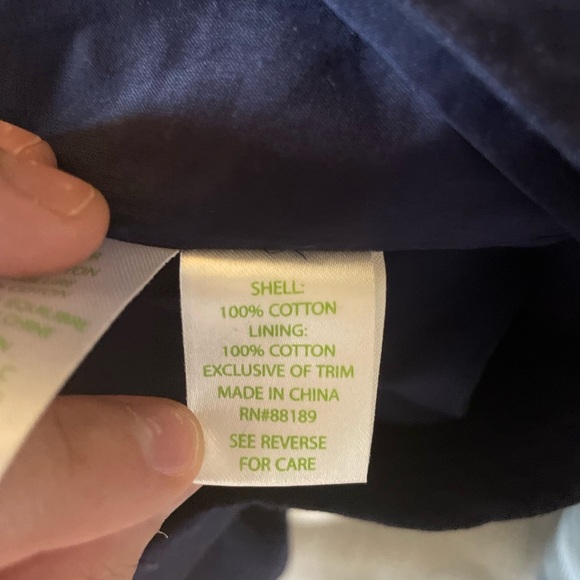 SHELL:
100% COTTON
LINING:
100% COTTON
EXCLUSIVE OF TRIM
MADE IN CHINA
RN#88189
SEE REVERSE
FOR CARE